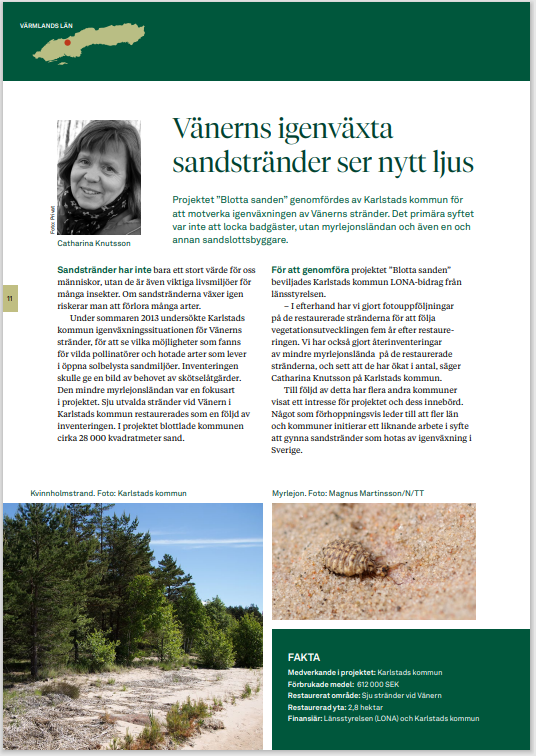 VÄRMLANDS LÄN
Vänerns igenväxta
sandstränder ser nytt ljus
Projektet "Blotta sanden" genomfördes av Karlstads kommun för
att motverka igenväxningen av Vänerns stränder. Det primära syftet
var inte att locka badgäster, utan myrlejonsländan och även en och
annan sandslottsbyggare.
Foto: Privat
Catharina Knutsson
Sandstränder har inte bara ett stort värde för oss
människor, utan de är även viktiga livsmiljöer för
många insekter. Om sandstränderna växer igen
riskerar man att förlora många arter.
Under sommaren 2013 undersökte Karlstads
kommun igenväxningssituationen för Vänerns
stränder, för att se vilka möjligheter som fanns
för vilda pollinatörer och hotade arter som lever
i öppna solbelysta sandmiljöer. Inventeringen
skulle ge en bild av behovet av skötselåtgärder.
Den mindre myrlejonsländan var en fokusart
i projektet. Sju utvalda stränder vid Vänern i
Karlstads kommun restaurerades som en följd av
inventeringen. I projektet blottlade kommunen
cirka 28 000 kvadratmeter sand.
För att genomföra projektet "Blotta sanden"
beviljades Karlstads kommun LONA-bidrag från
länsstyrelsen.
– I efterhand har vi gjort fotouppföljningar
på de restaurerade stränderna för att följa
vegetationsutvecklingen fem år efter restaure-
ringen. Vi har också gjort återinventeringar
av mindre myrlejonslända på de restaurerade
stränderna, och sett att de har ökat i antal, säger
Catharina Knutsson på Karlstads kommun.
Till följd av detta har flera andra kommuner
visat ett intresse för projektet och dess innebörd.
Något som förhoppningsvis leder till att fler län
och kommuner initierar ett liknande arbete i syfte
att gynna sandstränder som hotas av igenväxning i
Sverige.
11
Kvinnholmstrand. Foto: Karlstads kommun
Myrlejon. Foto: Magnus Martinsson/N/TT
FAKTA
Medverkande i projektet: Karlstads kommun
Förbrukade medel: 612 000 SEK
Restaurerat område: Sju stränder vid Vänern
Restaurerad yta: 2,8 hektar
Finansiär: Länsstyrelsen (LONA) och Karlstads kommun